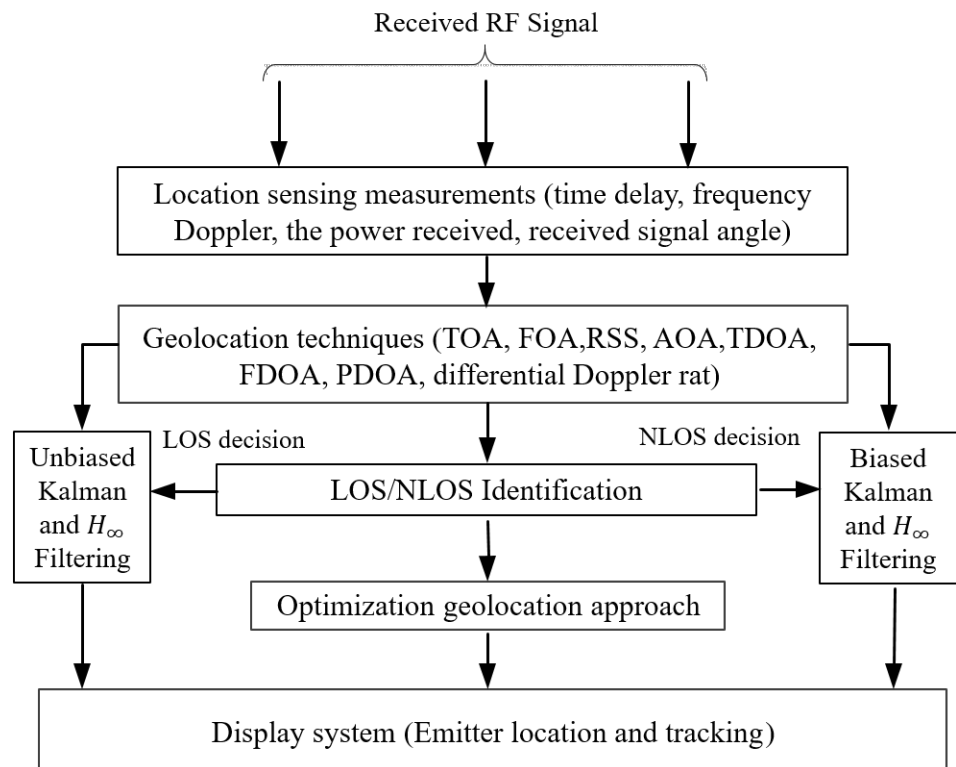 Received RF Signal
Location sensing measurements (time delay, frequency
Doppler, the power received, received signal angle)
Geolocation techniques (TOA, FOA,RSS, AOA,TDOA,
FDOA, PDOA, differential Doppler rat)
LOS decision
NLOS decision
Unbiased
Kalman
and H∞
Filtering
LOS/NLOS Identification
Biased
Kalman
and H∞
Filtering
Optimization geolocation approach
Display system (Emitter location and tracking)